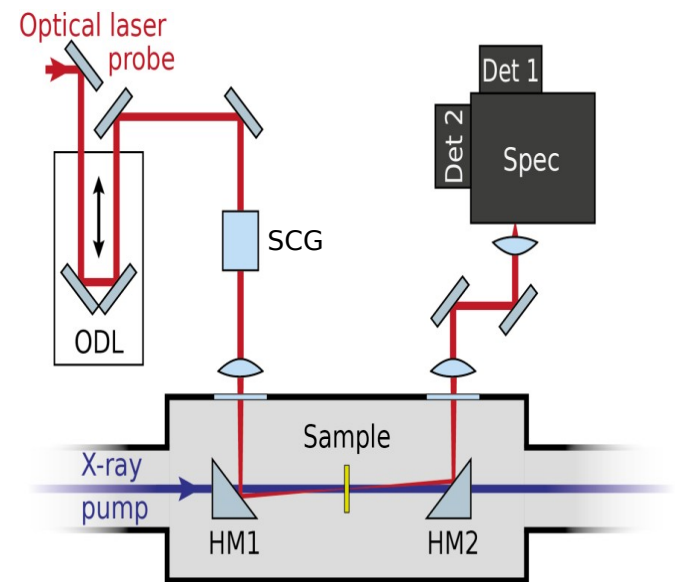 Optical laser
probe
Det 1
Det 2
Spec
SCG
ODL
Sample
X-ray
pump
HM1
HM2